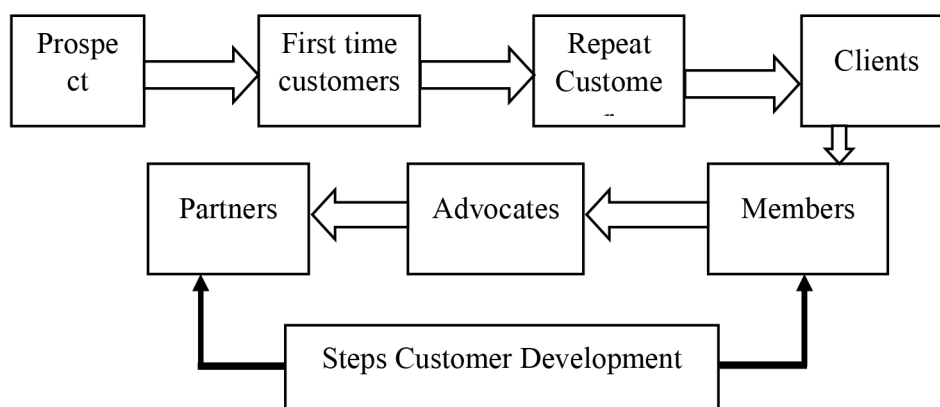 Prospe
ct
First time
customers
Repeat
Custome
Clients
Members
Advocates
Partners
Steps Customer Development